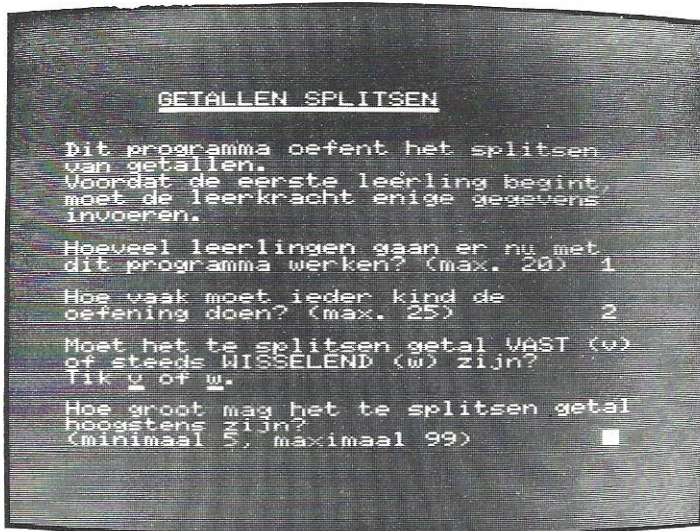 GETALLEN SPLITSEN
Dit programma oefent het splitsen
van getallen.
Voordat de eerste leerling begint,
moet de leerkracht enige gegevens
invoeren.
Hoeveel leerlingen gaan er nu met
dit programma werken? (max. 20) 1
Hoe vaak moet ieder kind de
oefening doen? (max. 25) 2
Moet het te splitsen getal VAST (v)
of steeds WISSELEND (w) zijn?
Tik v of w.
Hoe groot mag het te splitsen getal
hoogstens zijn?
(minimaal 5, maximaal 99)